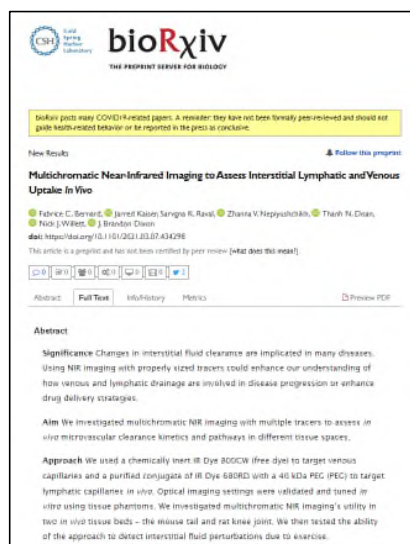 CSH
Cold
Spring
Harbor
Laboratory
bioRxiv
THE PREPRINT SERVER FOR BIOLOGY
bioRxiv posts many COVID19-related papers. A reminder: they have not been formally peer-reviewed and should not
guide health-related behavior or be reported in the press as conclusive.
New Results
Follow this preprint
Multichromatic Near-Infrared Imaging to Assess Interstitial Lymphatic and Venous
Uptake In Vivo
Fabrice C. Bernard, Jarred Kaiser, Sarvgna K. Raval, Zhanna V. Nepiyushchikh, Thanh N. Doan,
Nick J. Willett, J. Brandon Dixon
doi: https://doi.org/10.1101/2021.03.07.434298
This article is a preprint and has not been certified by peer review [what does this mean?].
0 0 0 0 0 0 2
Abstract Full Text Info/History Metrics Preview PDF
Abstract
Significance Changes in interstitial fluid clearance are implicated in many diseases.
Using NIR imaging with properly sized tracers could enhance our understanding of
how venous and lymphatic drainage are involved in disease progression or enhance
drug delivery strategies.
Aim We investigated multichromatic NIR imaging with multiple tracers to assess in
vivo microvascular clearance kinetics and pathways in different tissue spaces.
Approach We used a chemically inert IR Dye 800CW (free dye) to target venous
capillaries and a purified conjugate of IR Dye 680RD with a 40 kDa PEG (PEG) to target
lymphatic capillaries in vivo. Optical imaging settings were validated and tuned in
vitro using tissue phantoms. We investigated multichromatic NIR imaging's utility in
two in vivo tissue beds – the mouse tail and rat knee joint. We then tested the ability
of the approach to detect interstitial fluid perturbations due to exercise.